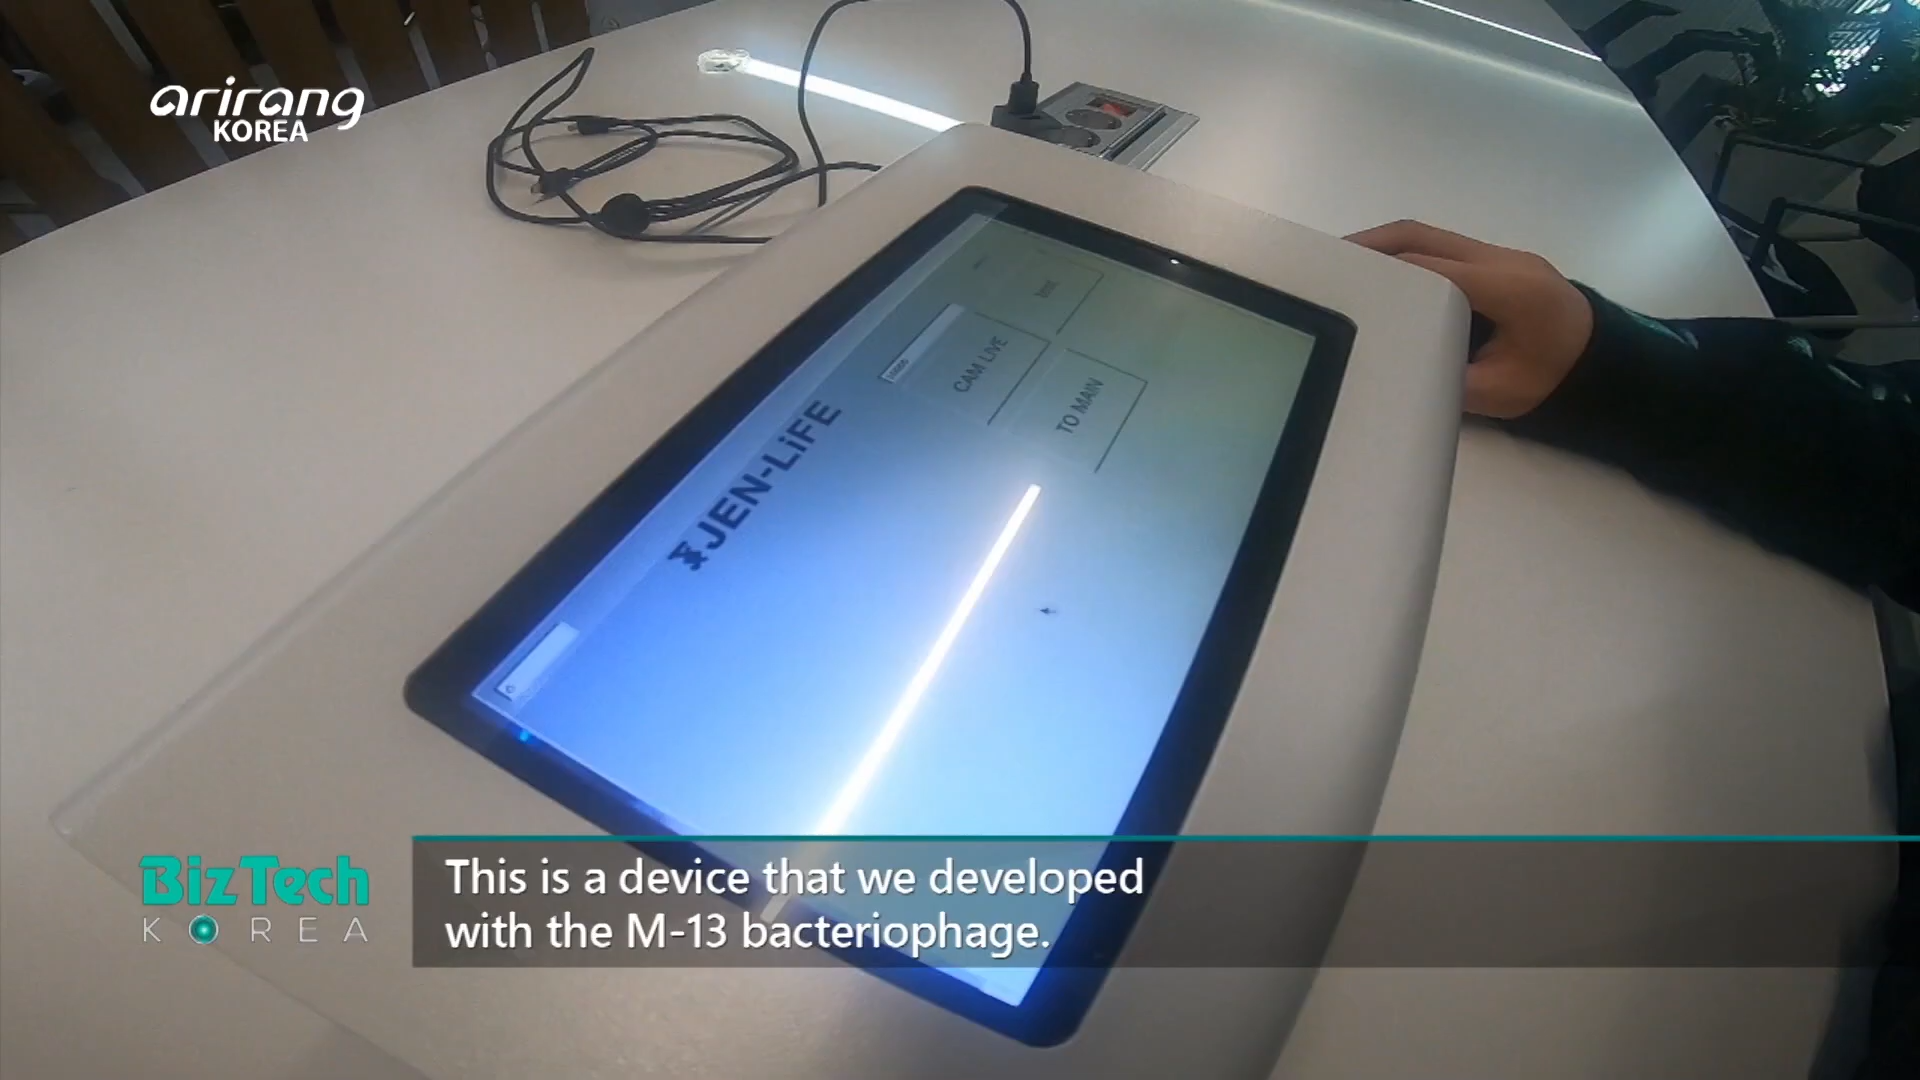 arirang
KOREA
CAM LIVE
TO MAIN
JEN-LiFE
BizTech
KOREA
This is a device that we developed
with the M-13 bacteriophage.